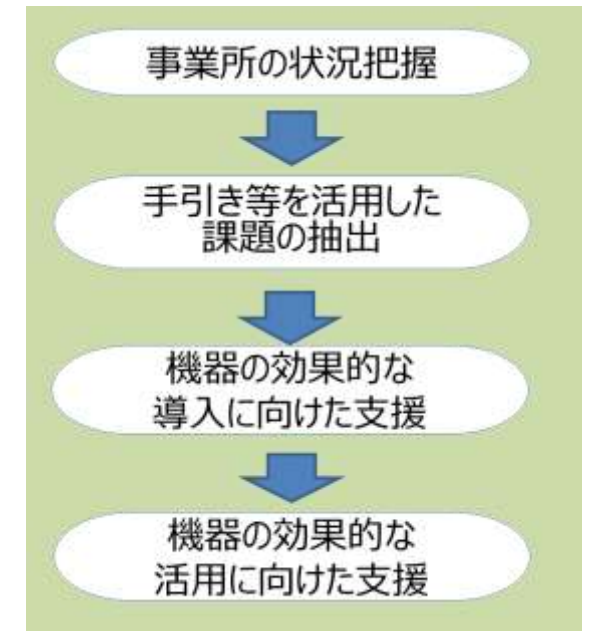 事業所の状況把握
手引き等を活用した
課題の抽出
機器の効果的な
導入に向けた支援
機器の効果的な
活用に向けた支援